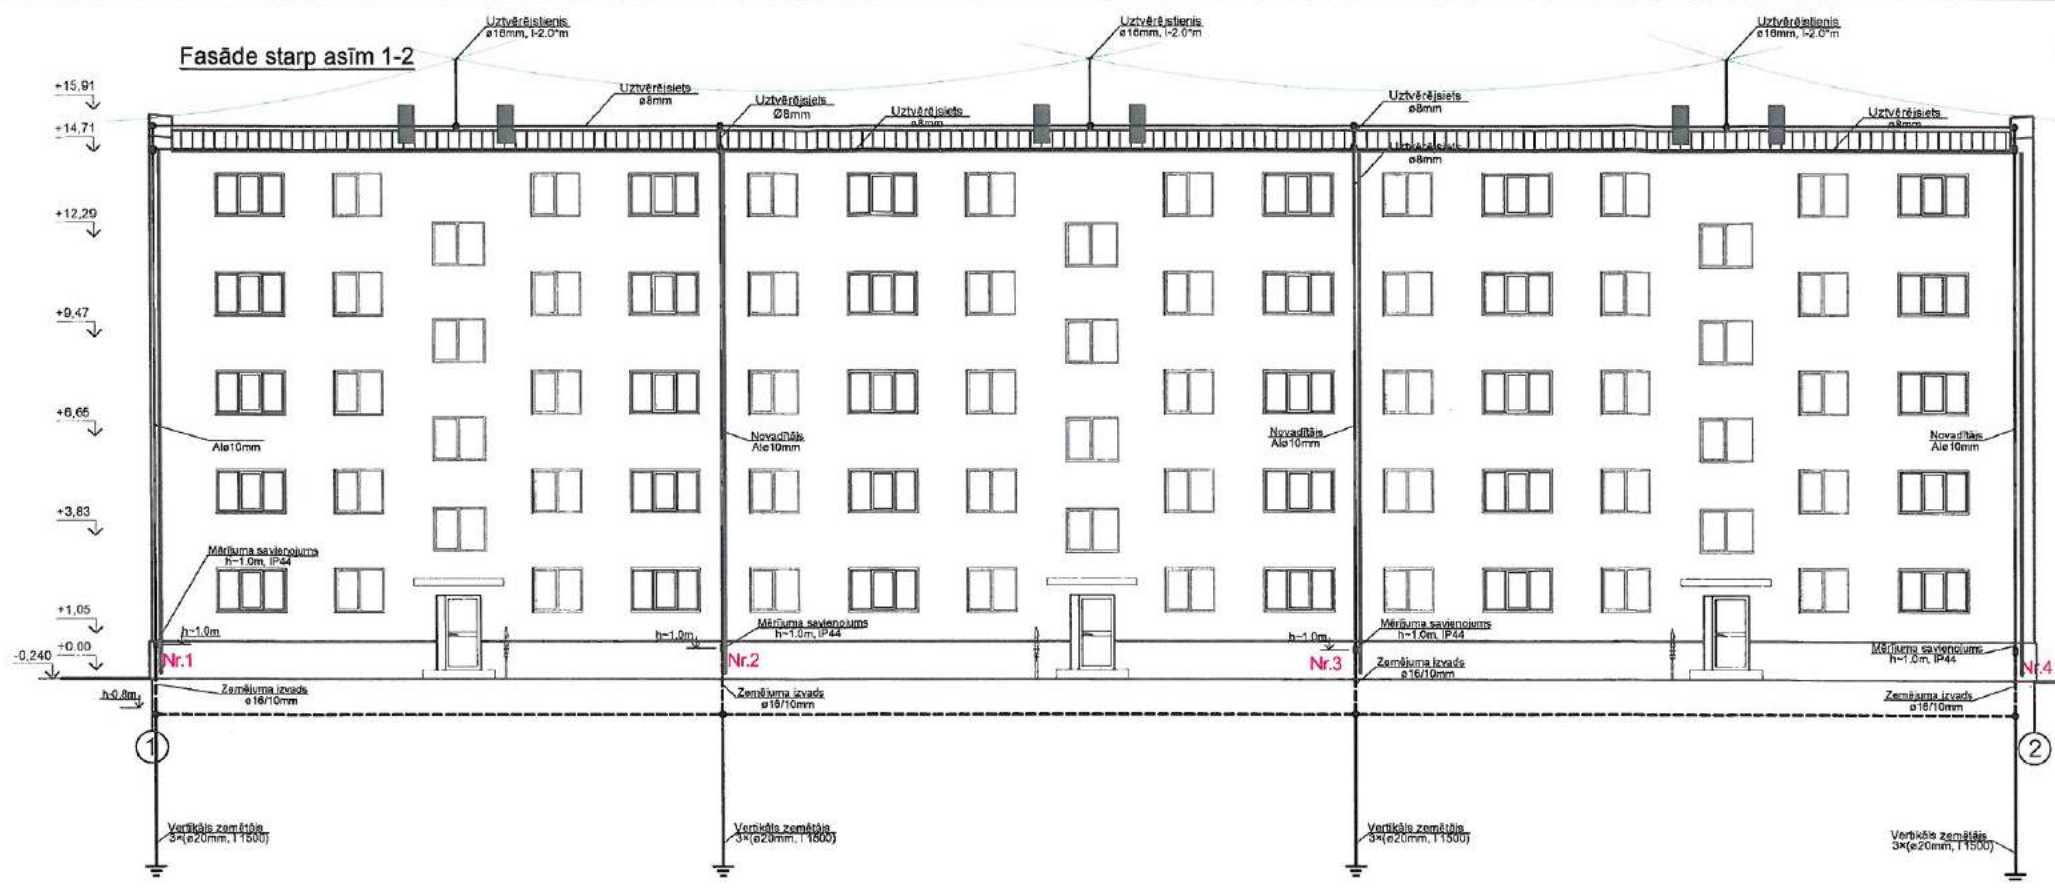 Uztvērējstienis
ø16mm, l-2.0*m
Uztvērējstienis
ø16mm, l-2.0*m
Uztvērējstienis
ø16mm, l-2.0*m
Fasāde starp asīm 1-2
+15,91
Uztvērējsiets
ø8mm
Uztvērējsiets
Ø8mm
Uztvērējsiets
ø8mm
Uztvērējsiets
ø8mm
Uztvērējsiets
ø8mm
+14,71
Uztvērējsiets
ø8mm
+12,29
+9,47
+6,65
Alø10mm
Novadītājs
Alø10mm
Novadītājs
Alø10mm
Novadītājs
Alø10mm
+3,83
Mērījuma savienojums
h~1.0m, IP44
+1,05
h~1.0m
h~1.0m
Mērījuma savienojums
h~1.0m, IP44
h~1.0m
Mērījuma savienojums
h~1.0m, IP44
Mērījuma savienojums
h~1.0m, IP44
+0.00
-0,240
Nr.1
Nr.2
Nr.3
Nr.4
h-0.8m
Zemējuma izvads
ø16/10mm
Zemējuma izvads
ø16/10mm
Zemējuma izvads
ø16/10mm
Zemējuma izvads
ø16/10mm
1
2
Vertikāls zemētājs
3×(ø20mm, l 1500)
Vertikāls zemētājs
3×(ø20mm, l 1500)
Vertikāls zemētājs
3×(ø20mm, l 1500)
Vertikāls zemētājs
3×(ø20mm, l 1500)